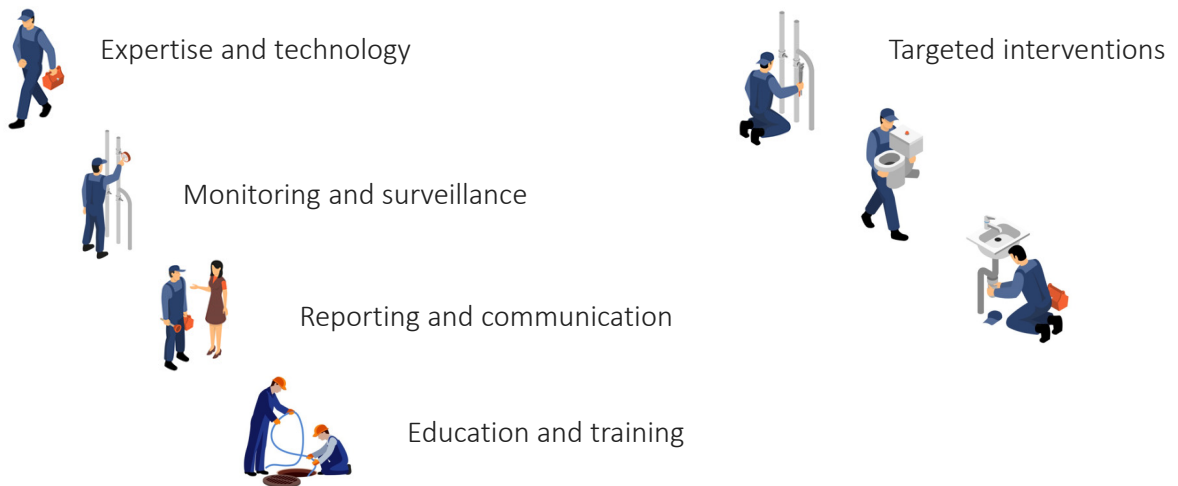 Expertise and technology
Targeted interventions
Monitoring and surveillance
Reporting and communication
Education and training